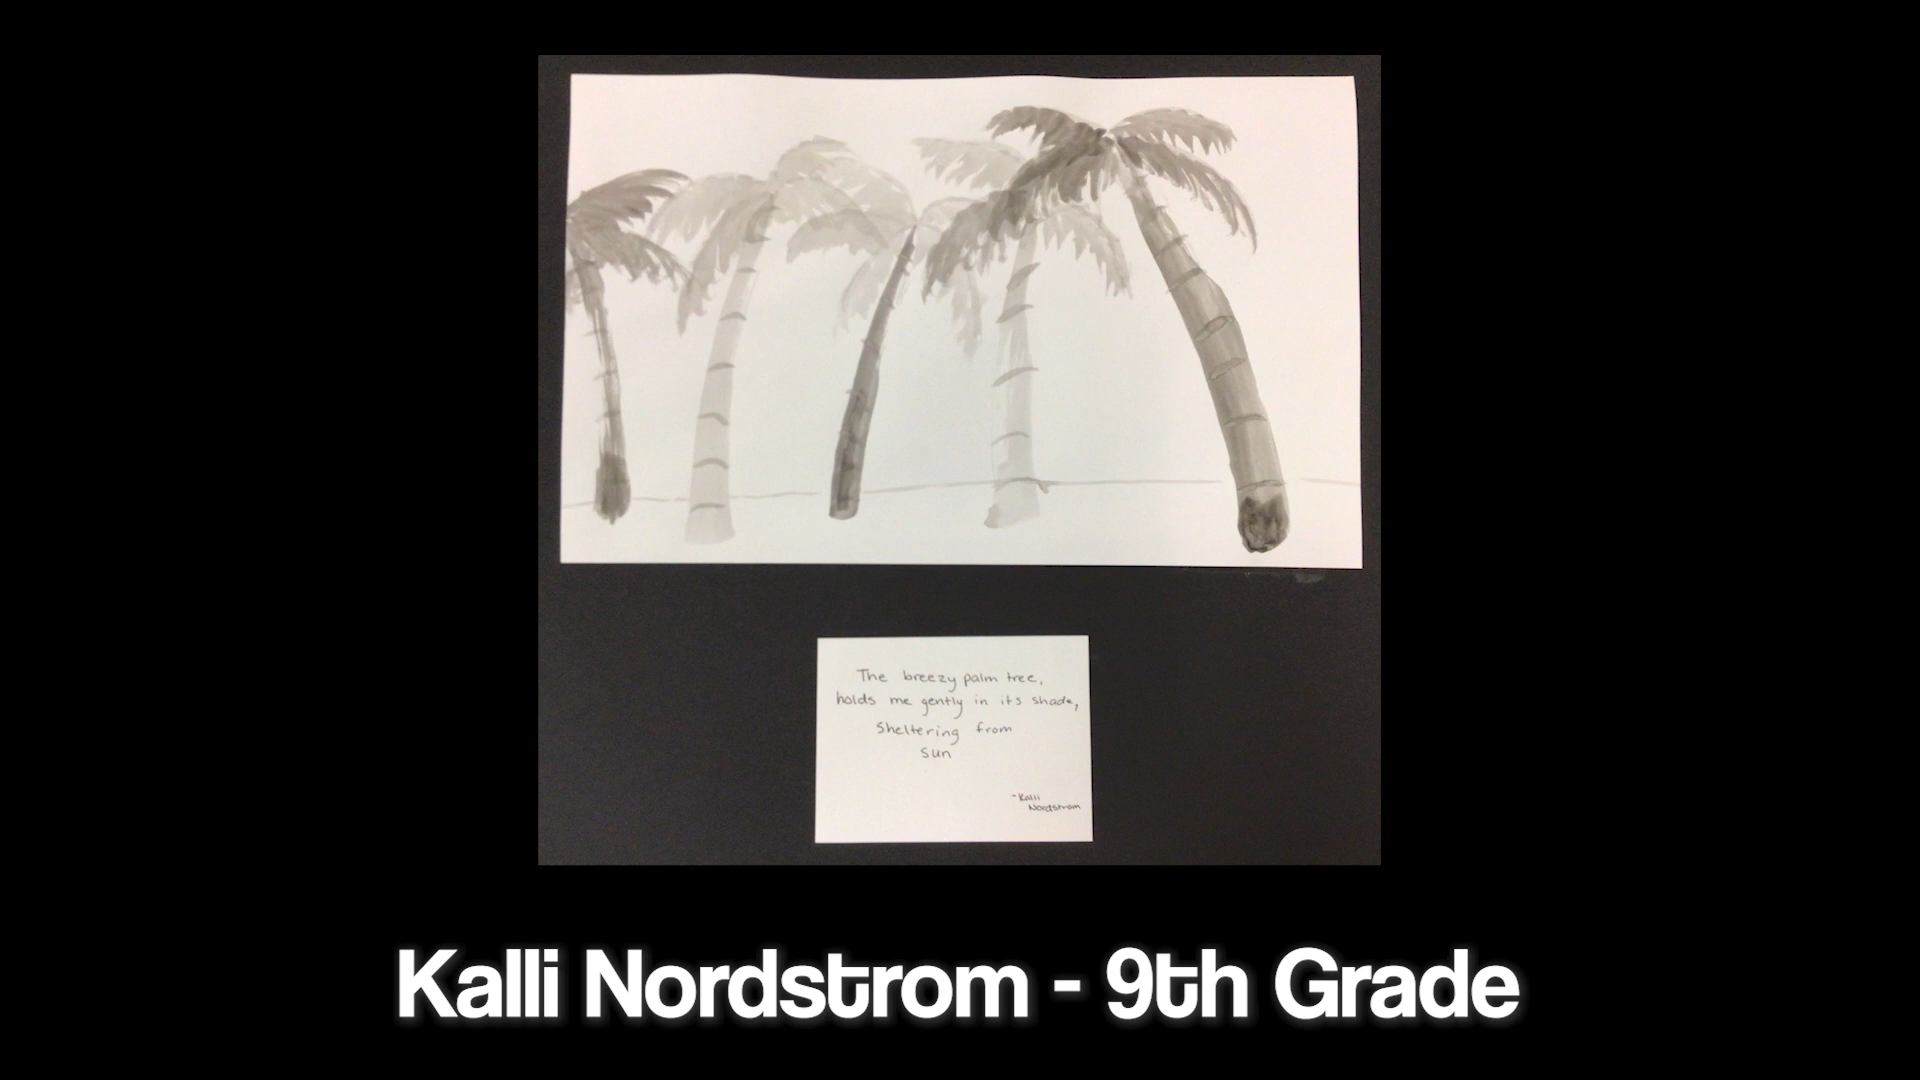 The breezy palm tree,
holds me gently in its shade,
Sheltering from
Sun
-Kalli
Nordstrom
Kalli Nordstrom - 9th Grade